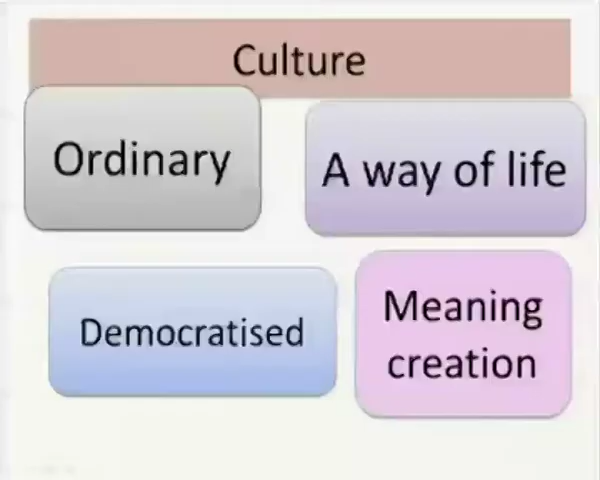 Culture
Ordinary
A way of life
Democratised
Meaning
creation